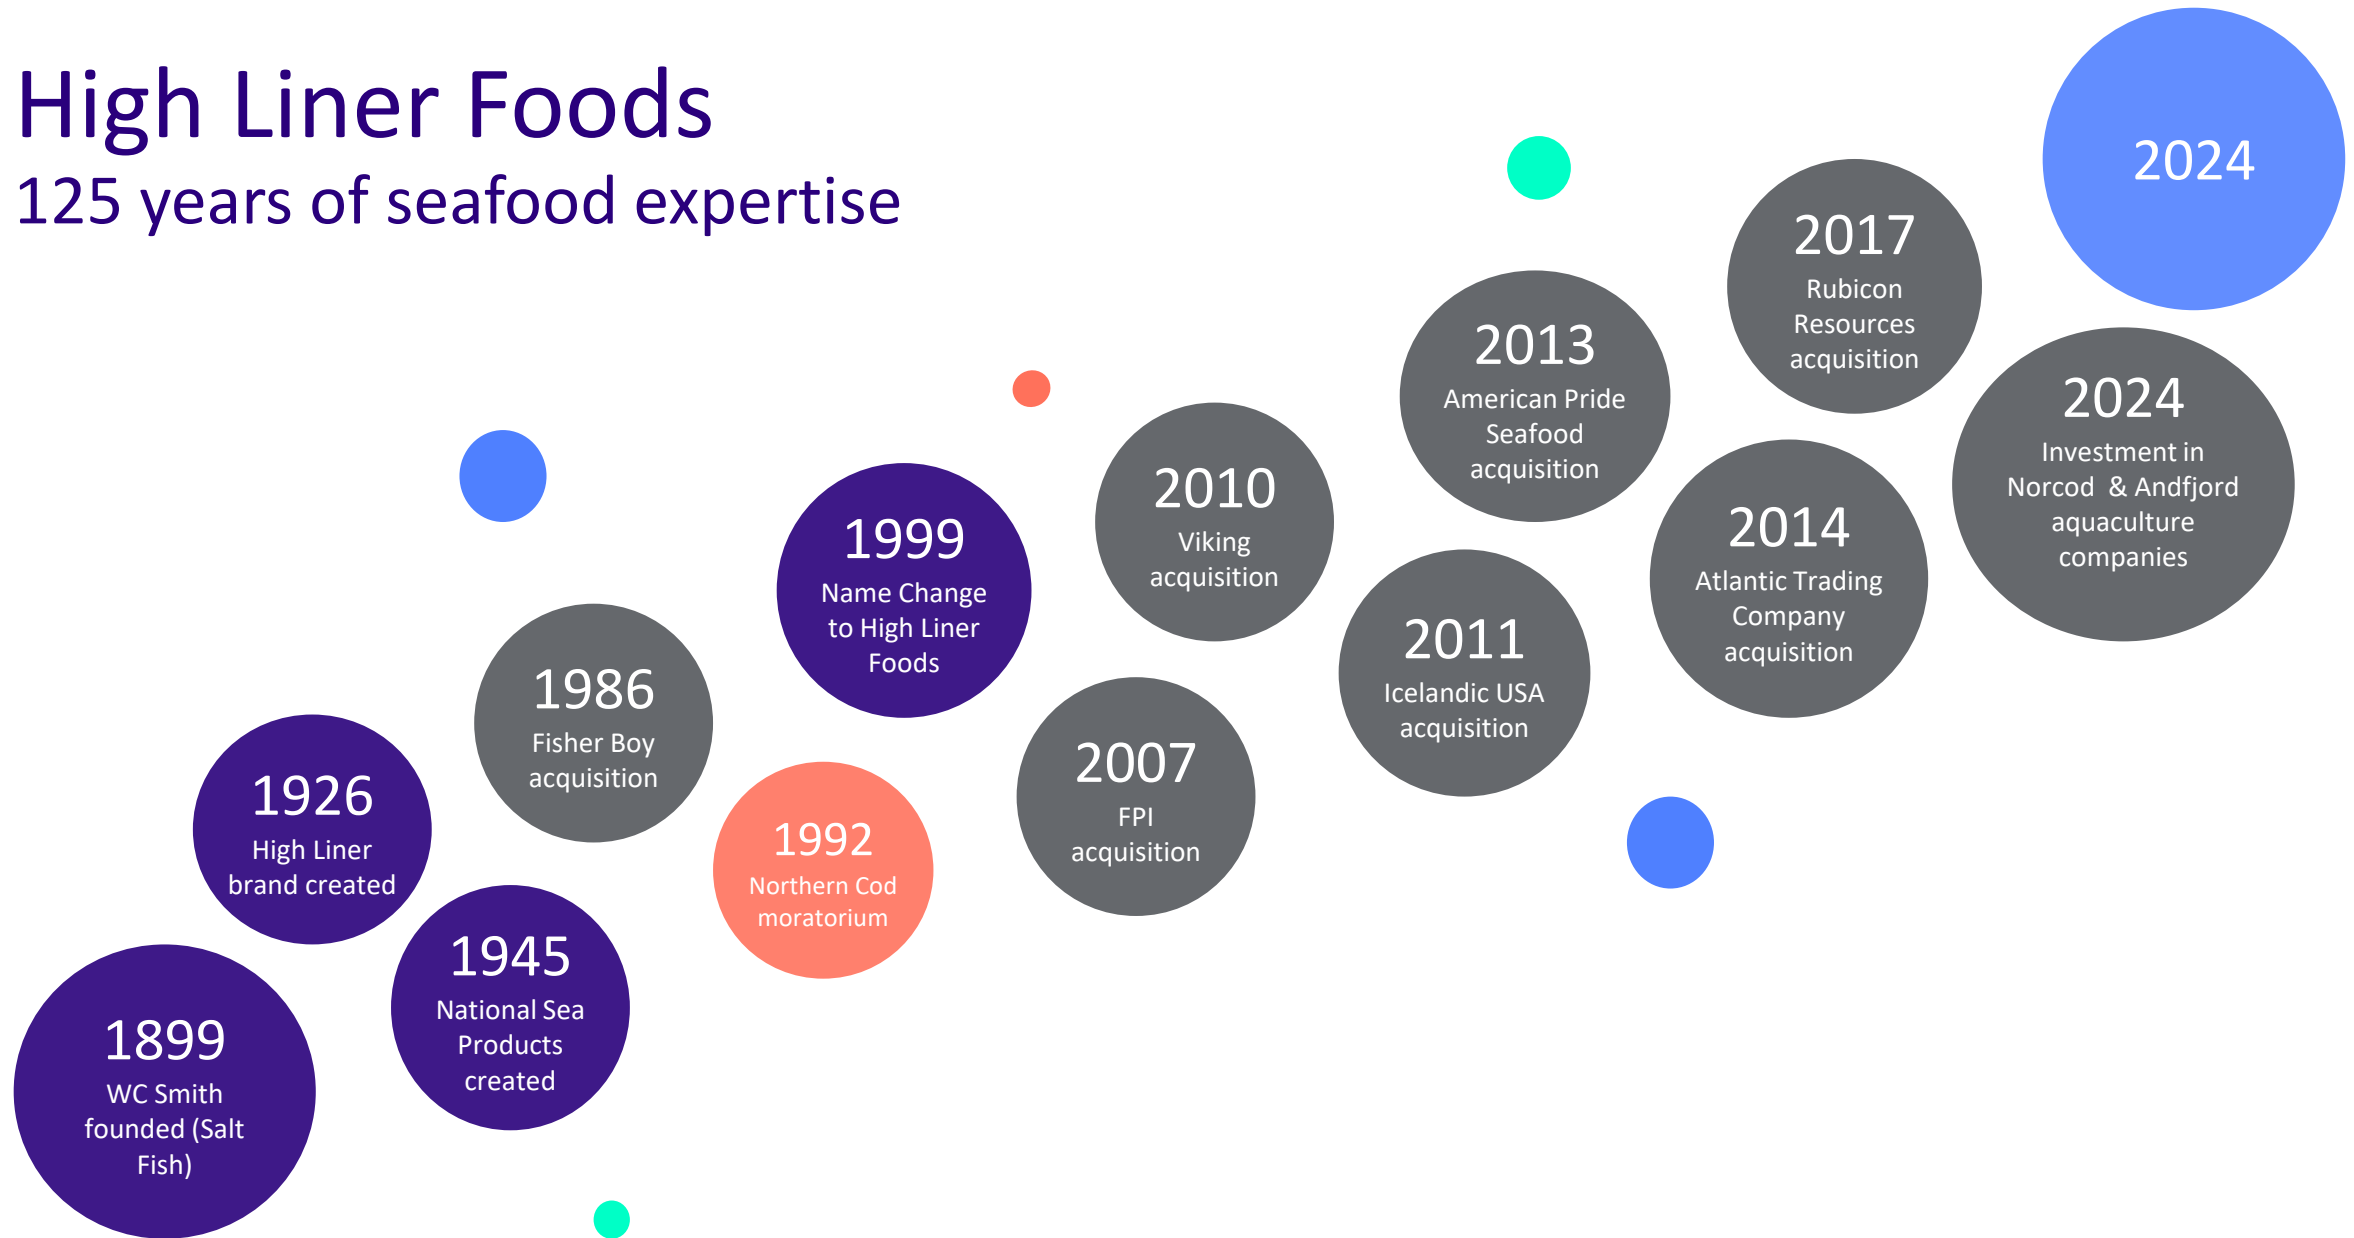 High Liner Foods
125 years of seafood expertise
1899
WC Smith
founded (Salt
Fish)
1926
High Liner
brand created
1945
National Sea
Products
created
1986
Fisher Boy
acquisition
1992
Northern Cod
moratorium
1999
Name Change
to High Liner
Foods
2007
FPI
acquisition
2010
Viking
acquisition
2011
Icelandic USA
acquisition
2013
American Pride
Seafood
acquisition
2014
Atlantic Trading
Company
acquisition
2017
Rubicon
Resources
acquisition
2024
Investment in
Norcod & Andfjord
aquaculture
companies
2024